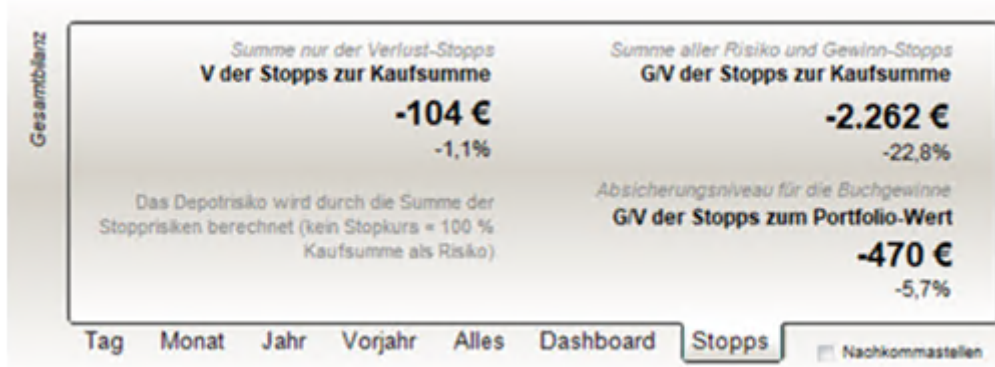 Gesamtbilanz
Summe nur der Verlust-Stopps
V der Stopps zur Kaufsumme
-104 €
-1,1%
Das Depotrisiko wird durch die Summe der
Stopprisiken berechnet (kein Stopkurs = 100 %
Kaufsumme als Risiko)
Summe aller Risiko und Gewinn-Stopps
G/V der Stopps zur Kaufsumme
-2.262 €
-22,8%
Absicherungsniveau für die Buchgewinne
G/V der Stopps zum Portfolio-Wert
-470 €
-5,7%
Tag Monat Jahr Vorjahr Alles Dashboard Stopps Nachkommastellen